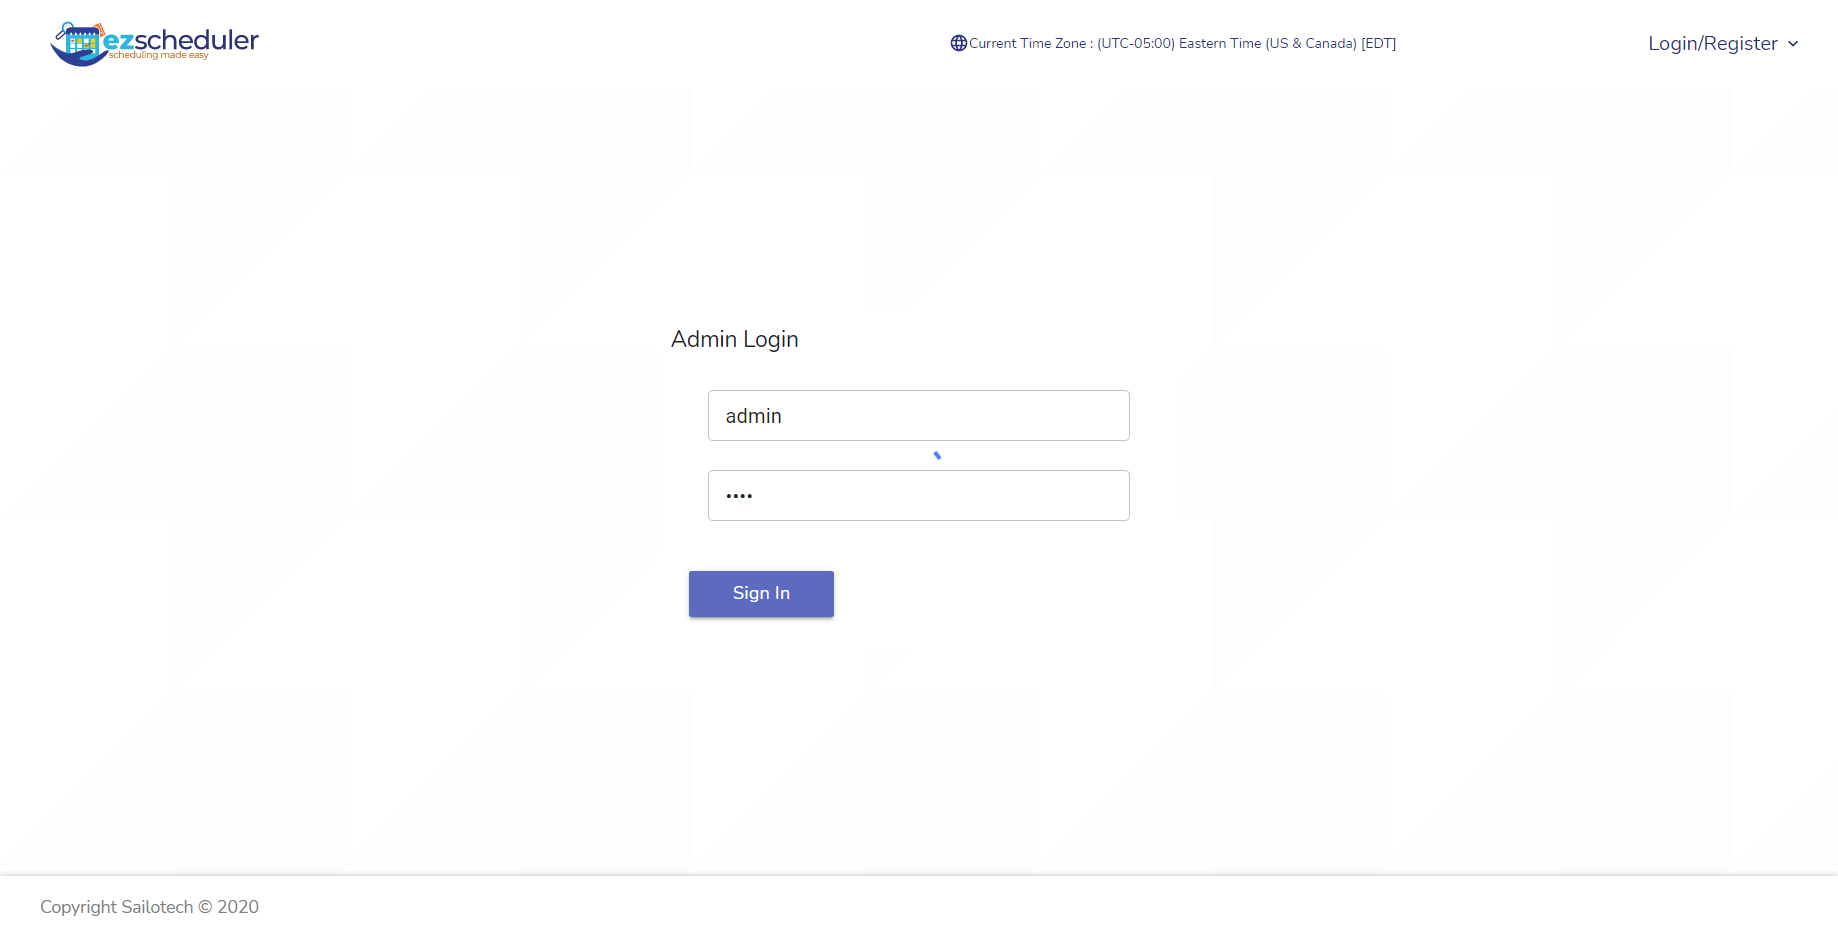 ezscheduler
scheduling made easy
Current Time Zone : (UTC-05:00) Eastern Time (US & Canada) [EDT]
Login/Register
Admin Login
admin
••••
Sign In
Copyright Sailotech © 2020